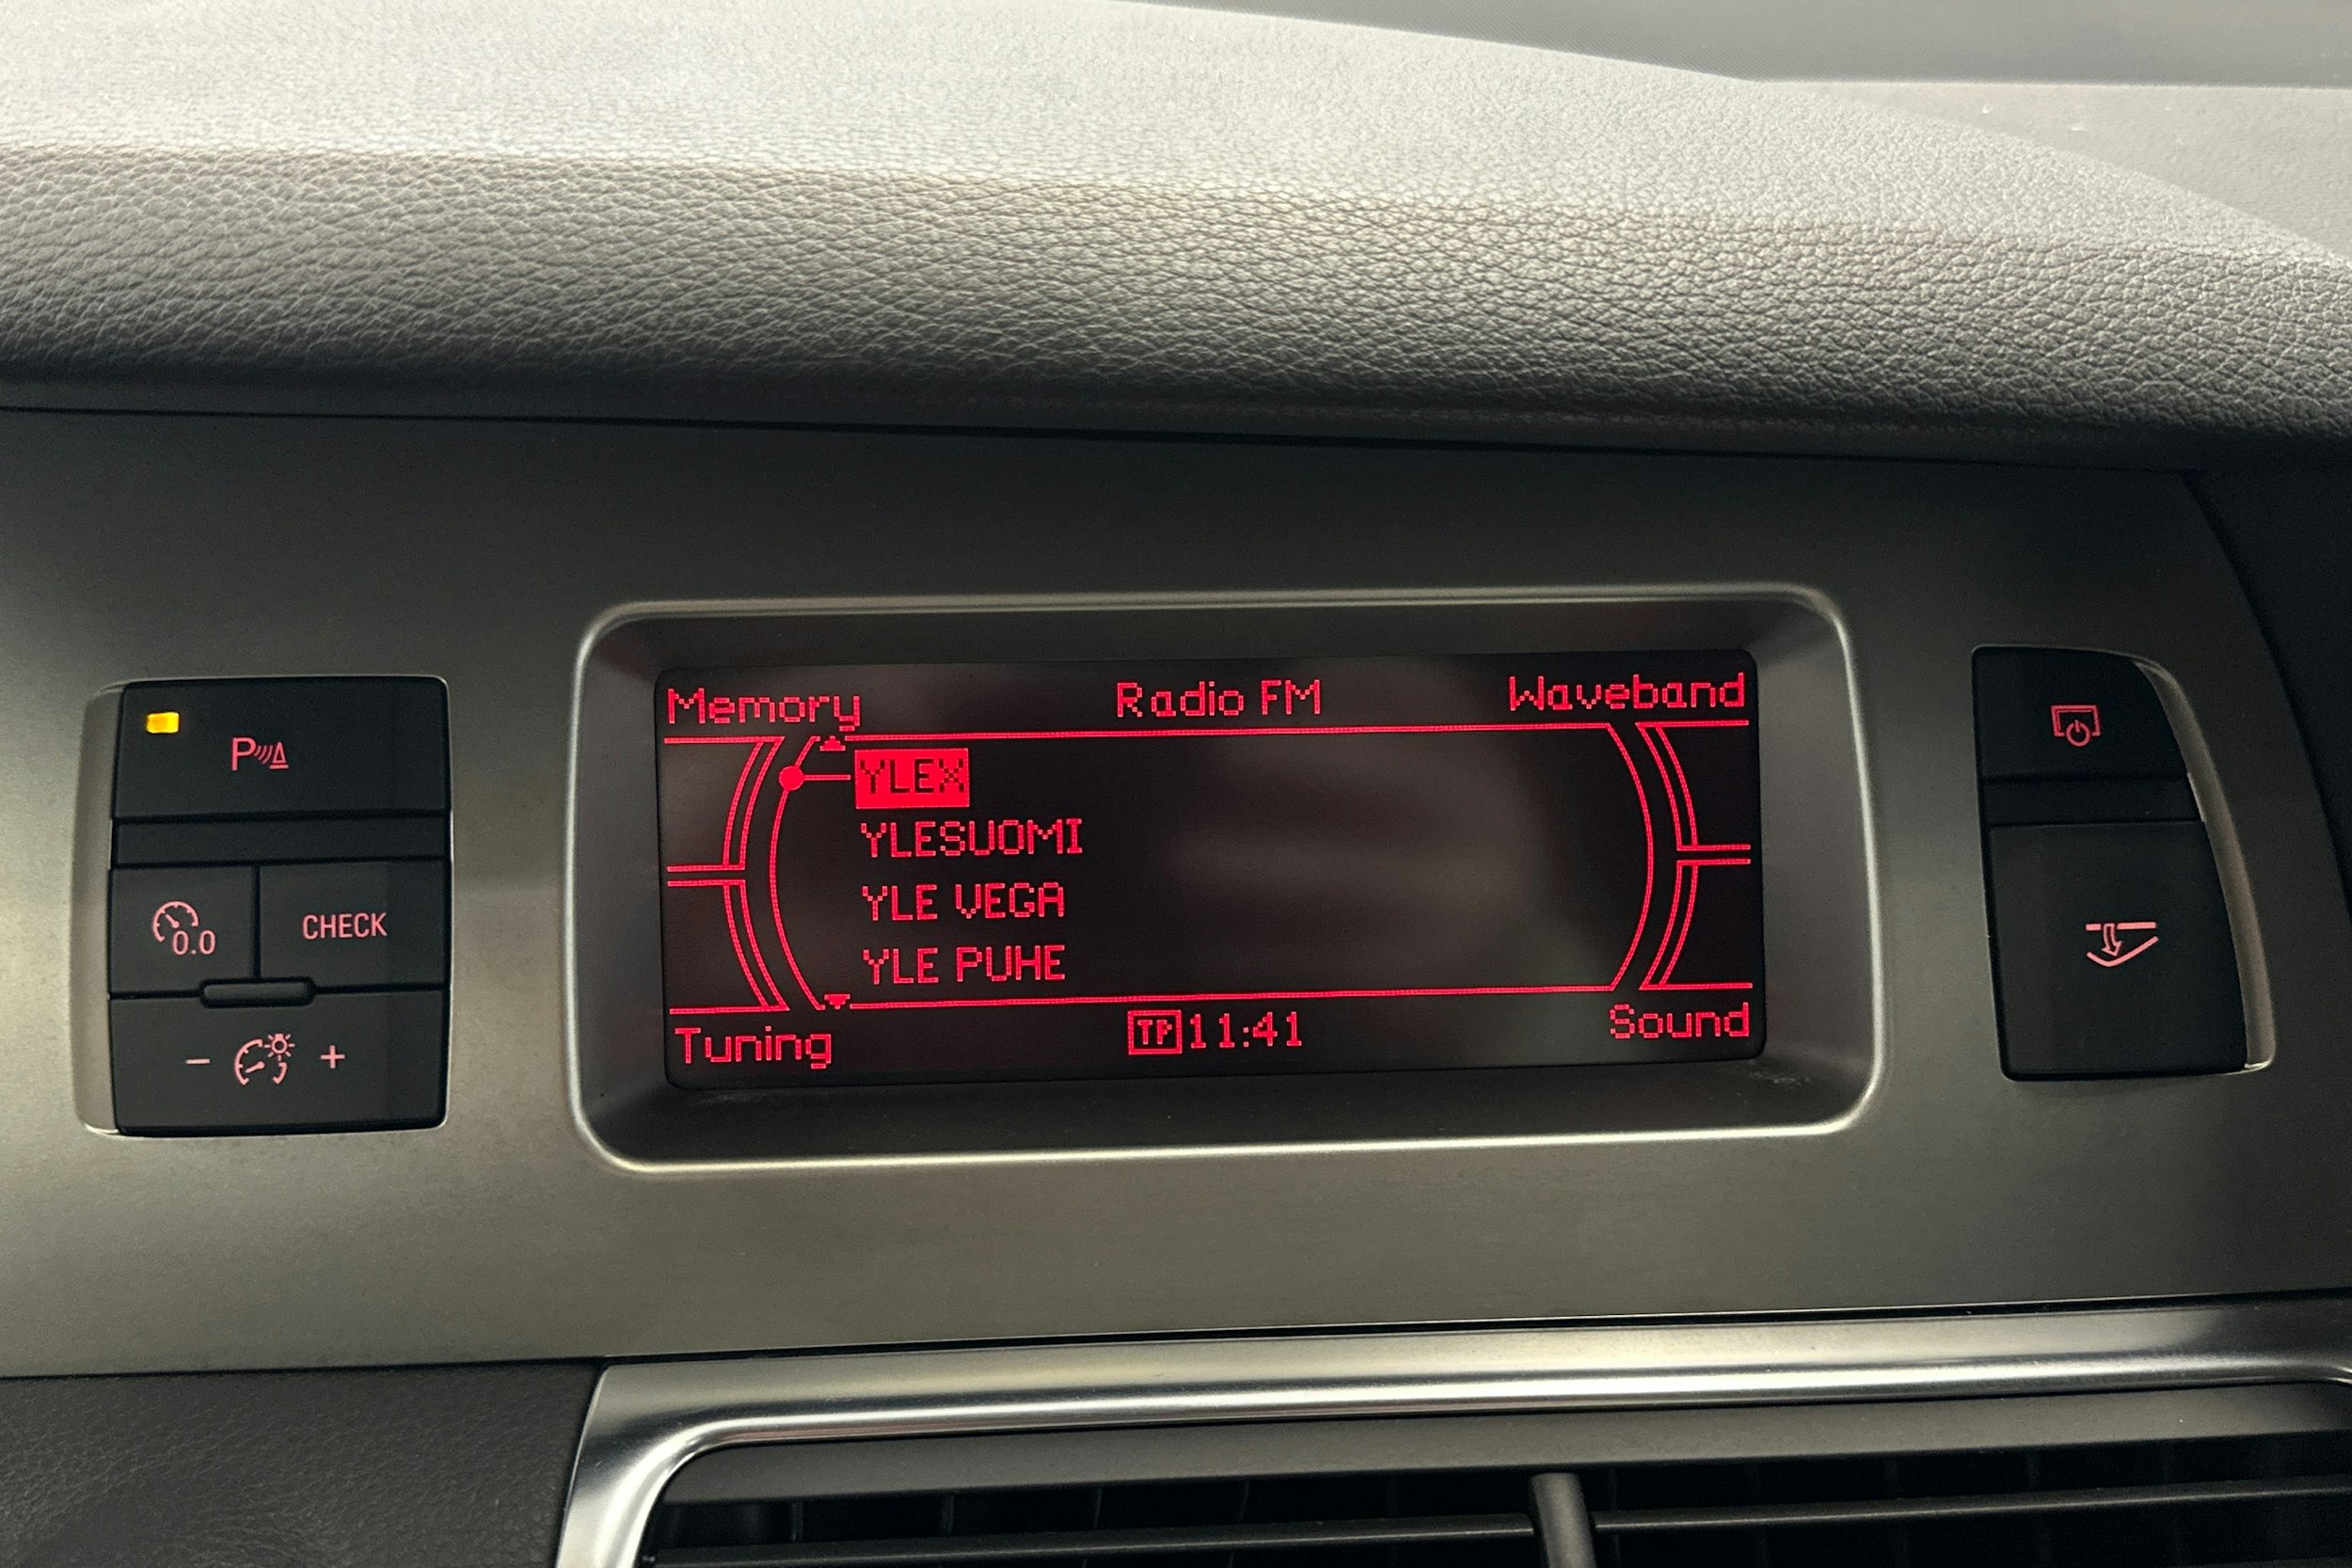 Memory Radio FM Waveband
YLEX
YLESUOMI
YLE VEGA
YLE PUHE
Tuning TP 11:41 Sound
P
0.0 CHECK
- +